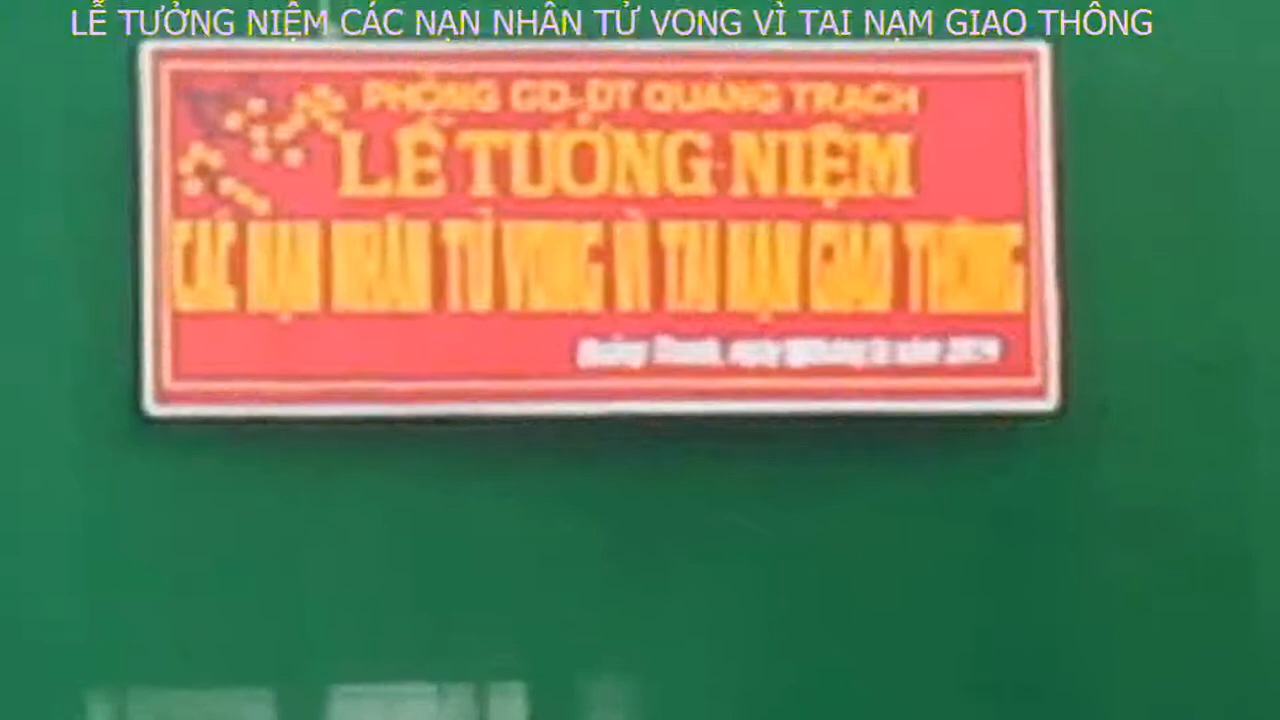 LỄ TƯỞNG NIỆM CÁC NẠN NHÂN TỬ VONG VÌ TAI NẠM GIAO THÔNG
PHÒNG GD-ĐT QUẢNG TRẠCH
LỄ TƯỞNG NIỆM
CÁC NẠN NHÂN TỬ VONG VÌ TAI NẠN GIAO THÔNG